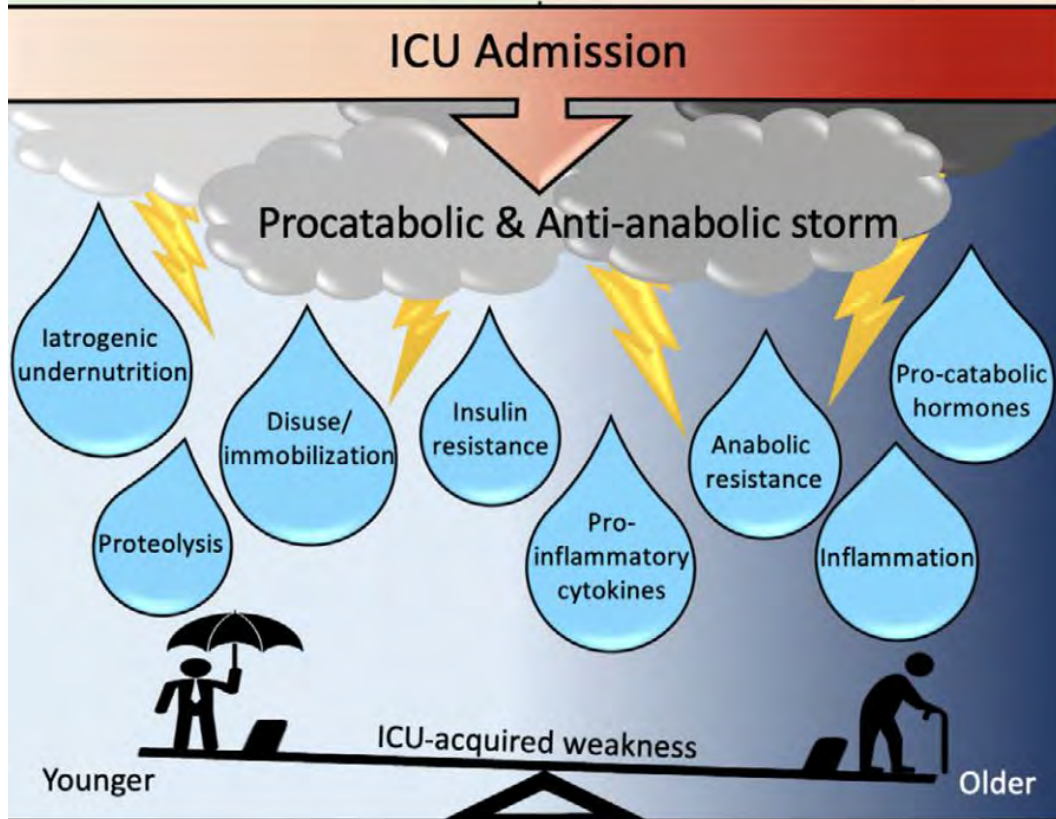 ICU Admission
Procatabolic & Anti-anabolic storm
Iatrogenic
undernutrition
Disuse/
immobilization
Insulin
resistance
Pro-catabolic
hormones
Anabolic
resistance
Proteolysis
Pro-
inflammatory
cytokines
Inflammation
ICU-acquired weakness
Younger
Older